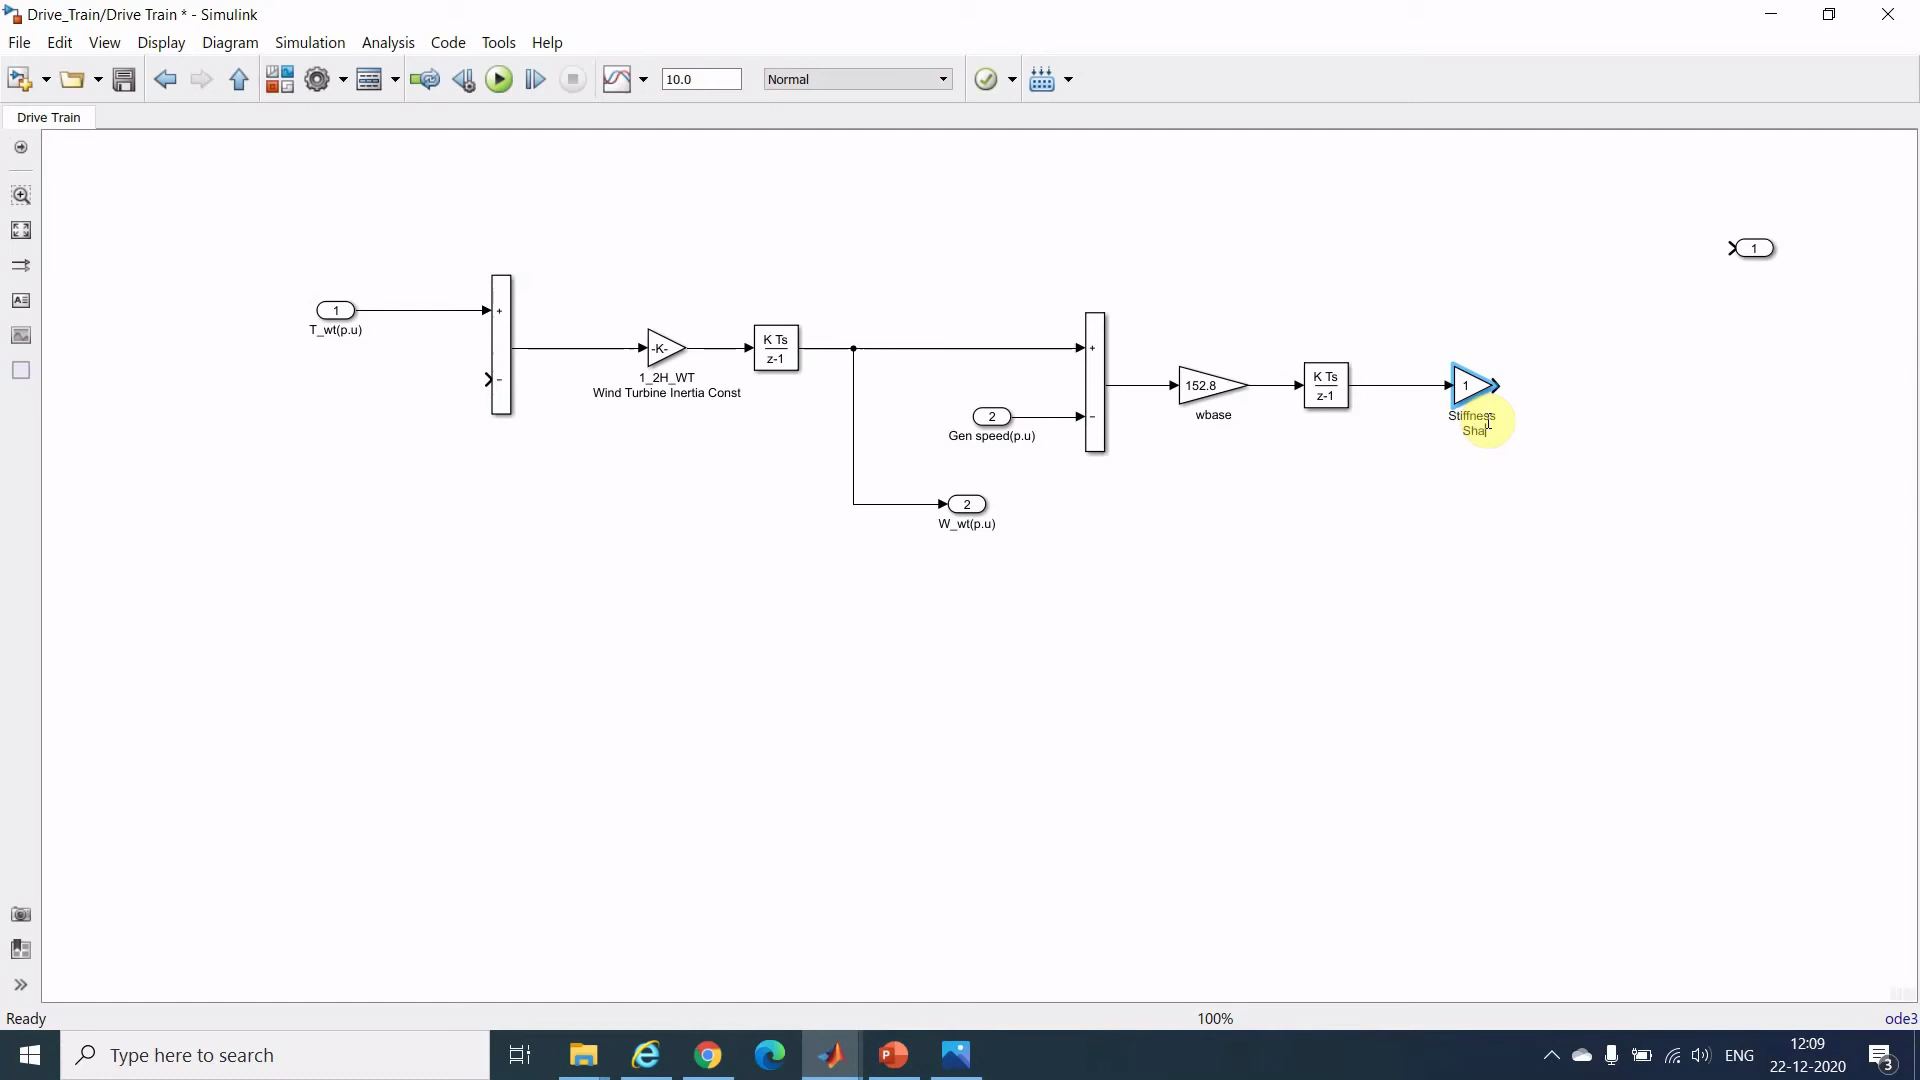 Drive_Train/Drive Train * - Simulink
File Edit View Display Diagram Simulation Analysis Code Tools Help
10.0
Normal
Drive Train
1
1
T_wt(p.u)
+
-
-K-
1_2H_WT
Wind Turbine Inertia Const
K Ts
z-1
2
Gen speed(p.u)
2
W_wt(p.u)
+
-
152.8
wbase
K Ts
z-1
1
Stiffness
Sha
Ready
100%
ode3
Type here to search
ENG
12:09
22-12-2020
3